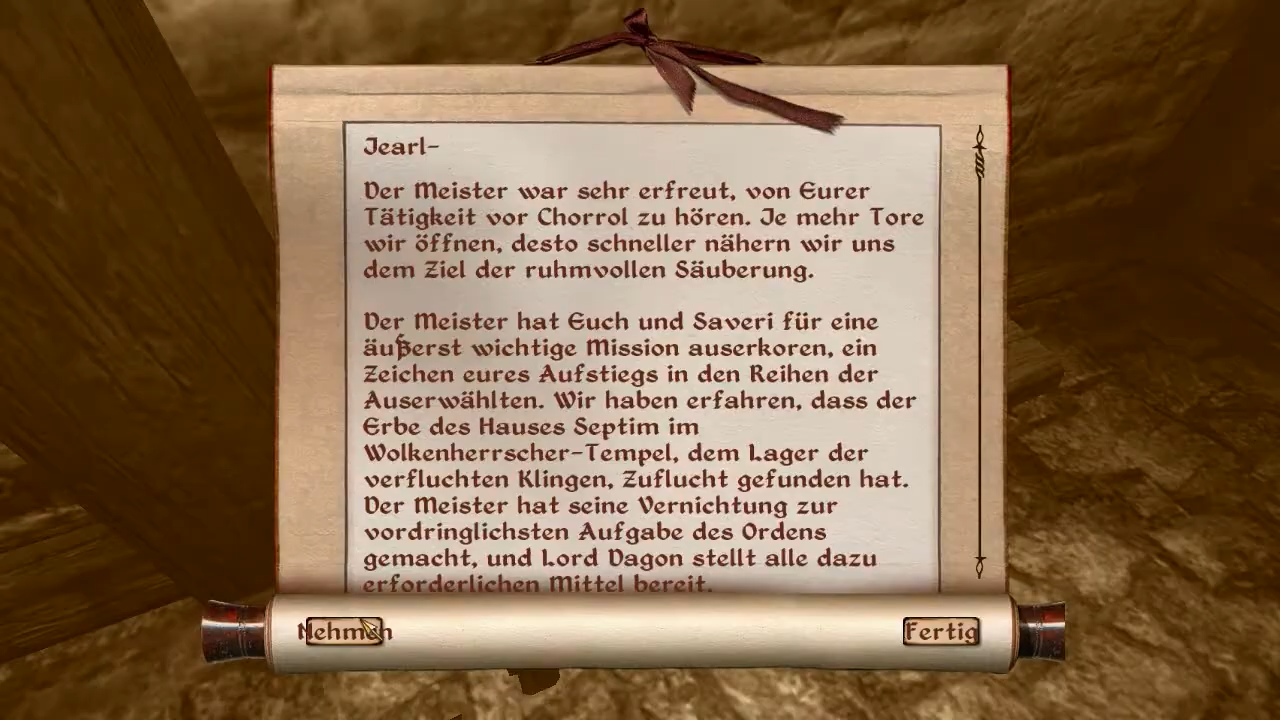 Jearl-
Der Meister war sehr erfreut, von Eurer
Tätigkeit vor Chorrol zu hören. Je mehr Tore
wir öffnen, desto schneller nähern wir uns
dem Ziel der ruhmvollen Säuberung.
Der Meister hat Euch und Saveri für eine
äußerst wichtige Mission auserkoren, ein
Zeichen eures Aufstiegs in den Reihen der
Auserwählten. Wir haben erfahren, dass der
Erbe des Hauses Septim im
Wolkenherrscher-Tempel, dem Lager der
verfluchten Klingen, Zuflucht gefunden hat.
Der Meister hat seine Vernichtung zur
vordringlichsten Aufgabe des Ordens
gemacht, und Lord Dagon stellt alle dazu
erforderlichen Mittel bereit.
Nehmen
Fertig